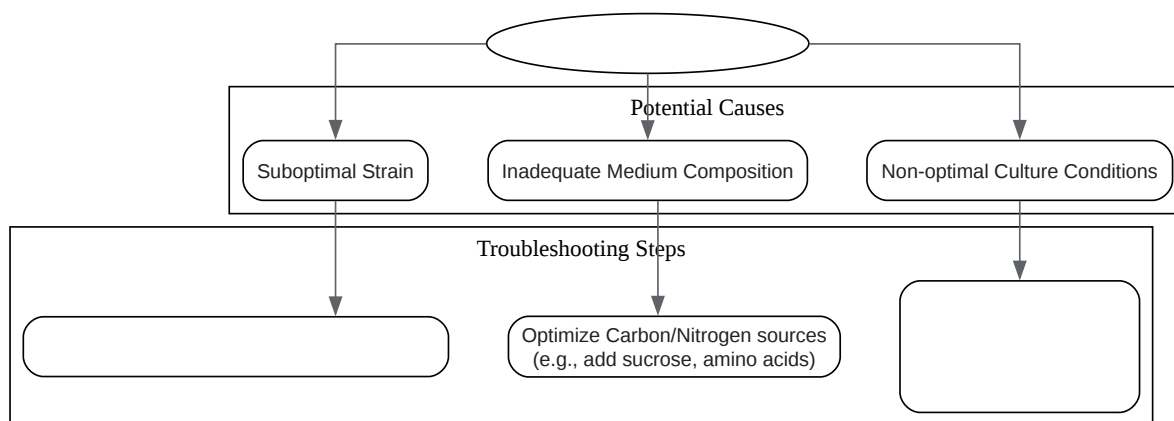 Potential Causes
Suboptimal Strain
Inadequate Medium Composition
Non-optimal Culture Conditions
Troubleshooting Steps
Optimize Carbon/Nitrogen sources
(e.g., add sucrose, amino acids)